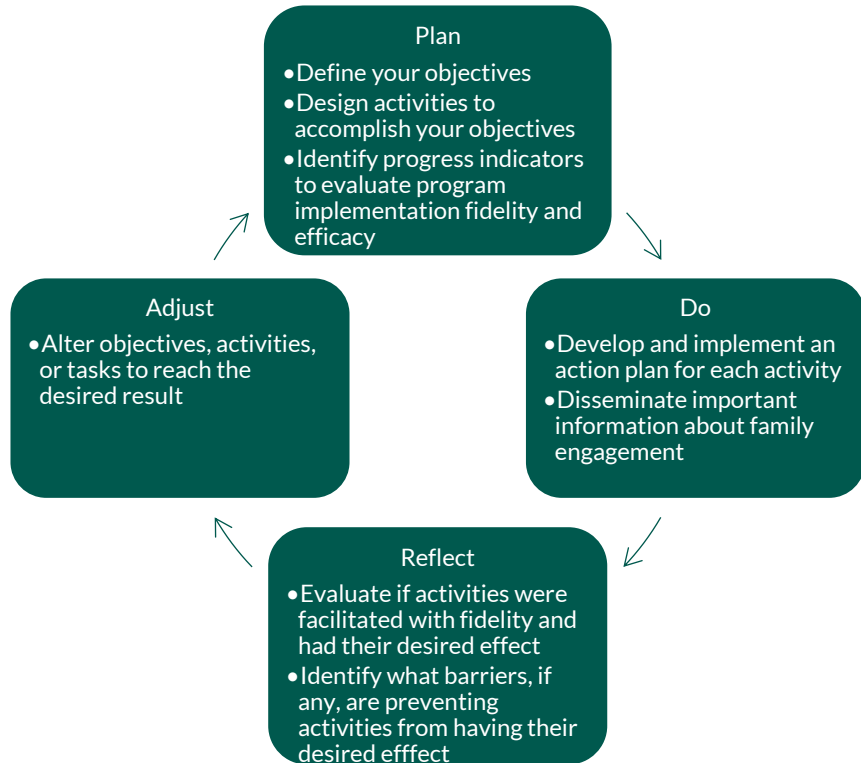 Plan
•Define your objectives
•Design activities to
accomplish your objectives
•Identify progress indicators
to evaluate program
implementation fidelity and
efficacy
Adjust
•Alter objectives, activities,
or tasks to reach the
desired result
Do
•Develop and implement an
action plan for each activity
•Disseminate important
information about family
engagement
Reflect
•Evaluate if activities were
facilitated with fidelity and
had their desired effect
•Identify what barriers, if
any, are preventing
activities from having their
desired efffect